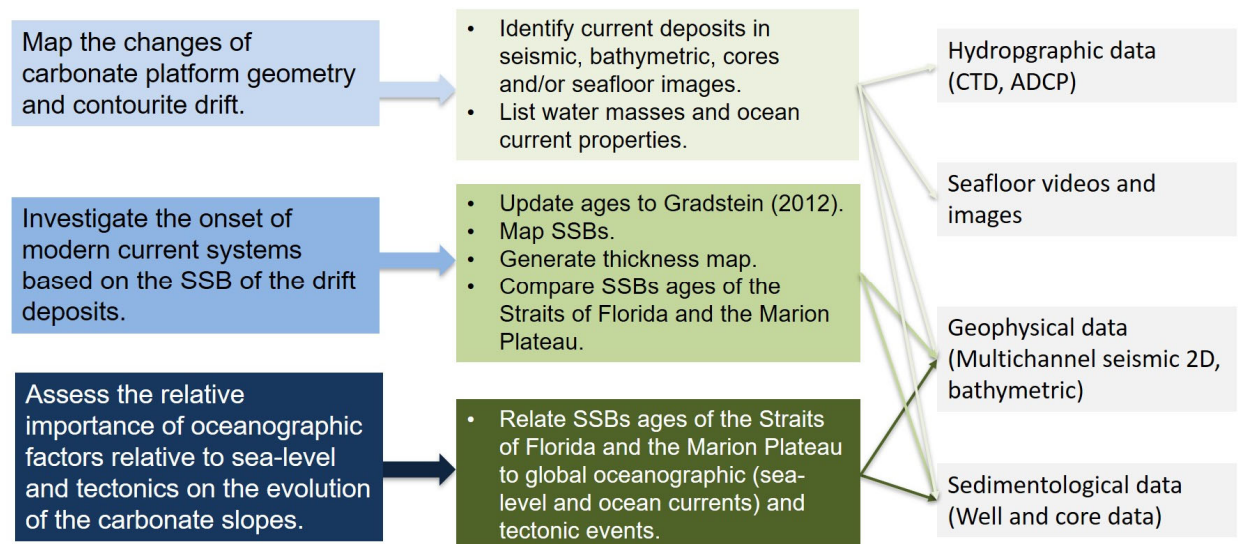 Map the changes of
carbonate platform geometry
and contourite drift.
• Identify current deposits in
seismic, bathymetric, cores
and/or seafloor images.
• List water masses and ocean
current properties.
Hydropgraphic data
(CTD, ADCP)
Seafloor videos and
images
Investigate the onset of
modern current systems
based on the SSB of the drift
deposits.
• Update ages to Gradstein (2012).
• Map SSBs.
• Generate thickness map.
• Compare SSBs ages of the
Straits of Florida and the Marion
Plateau.
Geophysical data
(Multichannel seismic 2D,
bathymetric)
Assess the relative
importance of oceanographic
factors relative to sea-level
and tectonics on the evolution
of the carbonate slopes.
• Relate SSBs ages of the Straits
of Florida and the Marion Plateau
to global oceanographic (sea-
level and ocean currents) and
tectonic events.
Sedimentological data
(Well and core data)